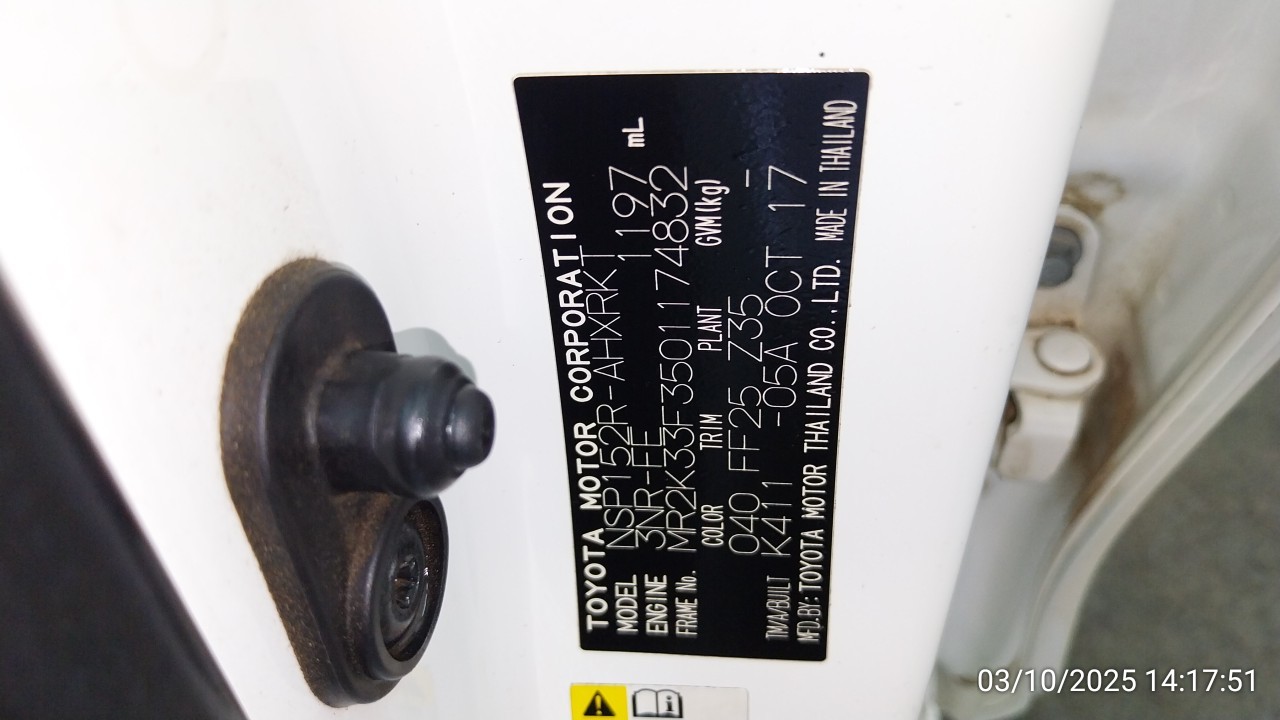 TOYOTA MOTOR CORPORATION
MODEL NSP152R-AHXRKT
ENGINE 3NR-EE 1197 mL
FRAME No. MR2K33F3501174832
COLOR TRIM PLANT GVM(kg)
040 FF25 Z35 -
TM/A/BUILT K411 -05A OCT 17
MFD.BY: TOYOTA MOTOR THAILAND CO.,LTD. MADE IN THAILAND
03/10/2025 14:17:51